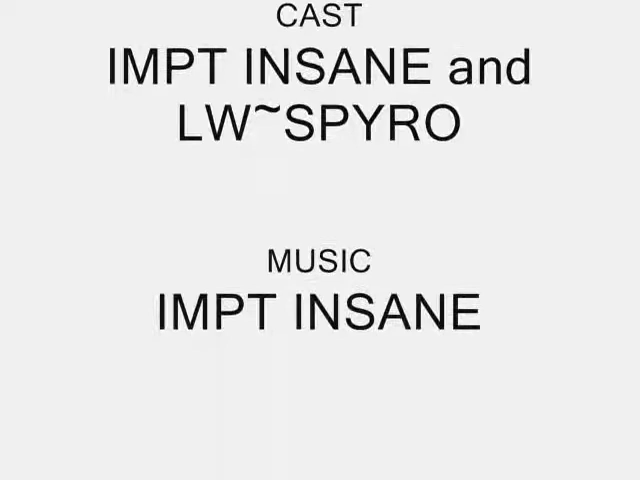 CAST
IMPT INSANE and
LW~SPYRO
MUSIC
IMPT INSANE